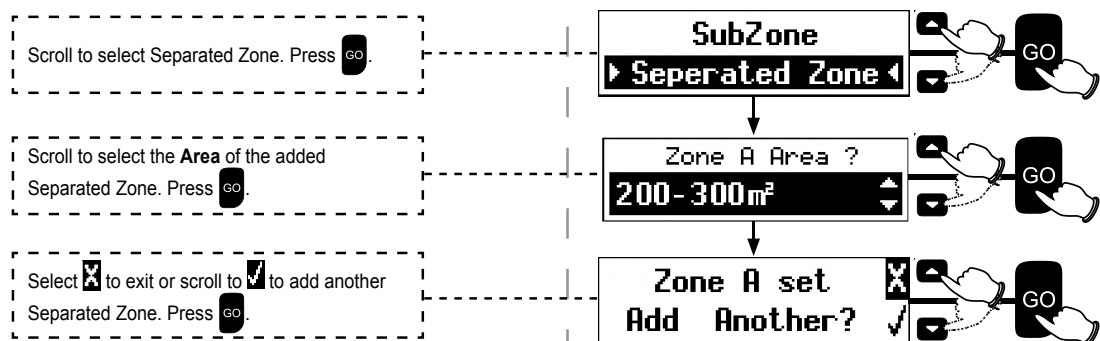 Scroll to select Separated Zone. Press GO.
SubZone
Seperated Zone
GO
Scroll to select the Area of the added
Separated Zone. Press GO.
Zone A Area ?
200-300m²
GO
Select X to exit or scroll to √ to add another
Separated Zone. Press GO.
Zone A set X
Add Another? √
GO